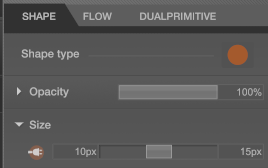 SHAPE FLOW DUALPRIMITIVE
Shape type
Opacity 100%
Size
10px 15px